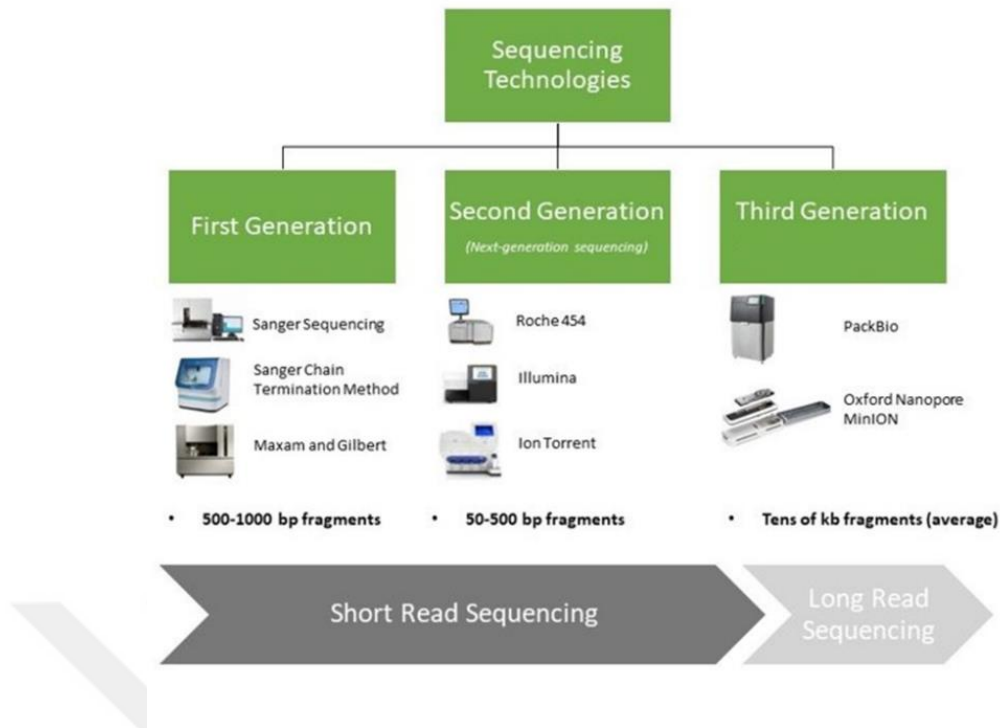 Sequencing
Technologies
First Generation
Second Generation
(Next-generation sequencing)
Third Generation
Sanger Sequencing
Sanger Chain
Termination Method
Maxam and Gilbert
Roche 454
Illumina
Ion Torrent
PackBio
Oxford Nanopore
MinION
• 500-1000 bp fragments
• 50-500 bp fragments
• Tens of kb fragments (average)
Short Read Sequencing
Long Read
Sequencing